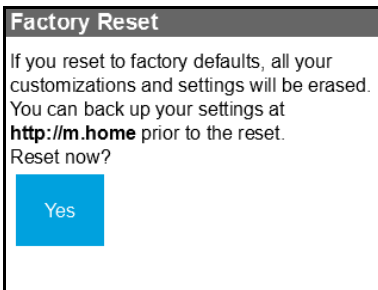 Factory Reset
If you reset to factory defaults, all your
customizations and settings will be erased.
You can back up your settings at
http://m.home prior to the reset.
Reset now?
Yes